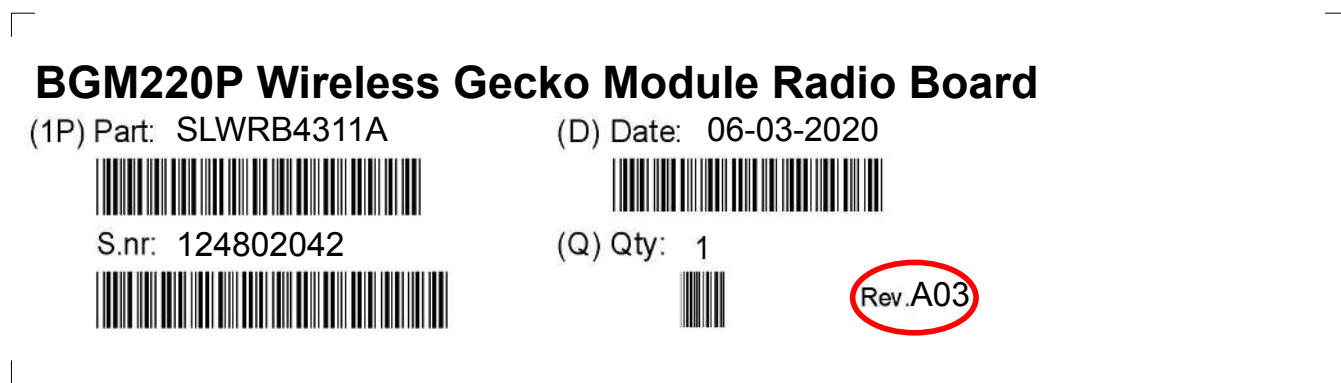 BGM220P Wireless Gecko Module Radio Board
(1P) Part: SLWRB4311A (D) Date: 06-03-2020
S.nr: 124802042 (Q) Qty: 1
Rev.A03